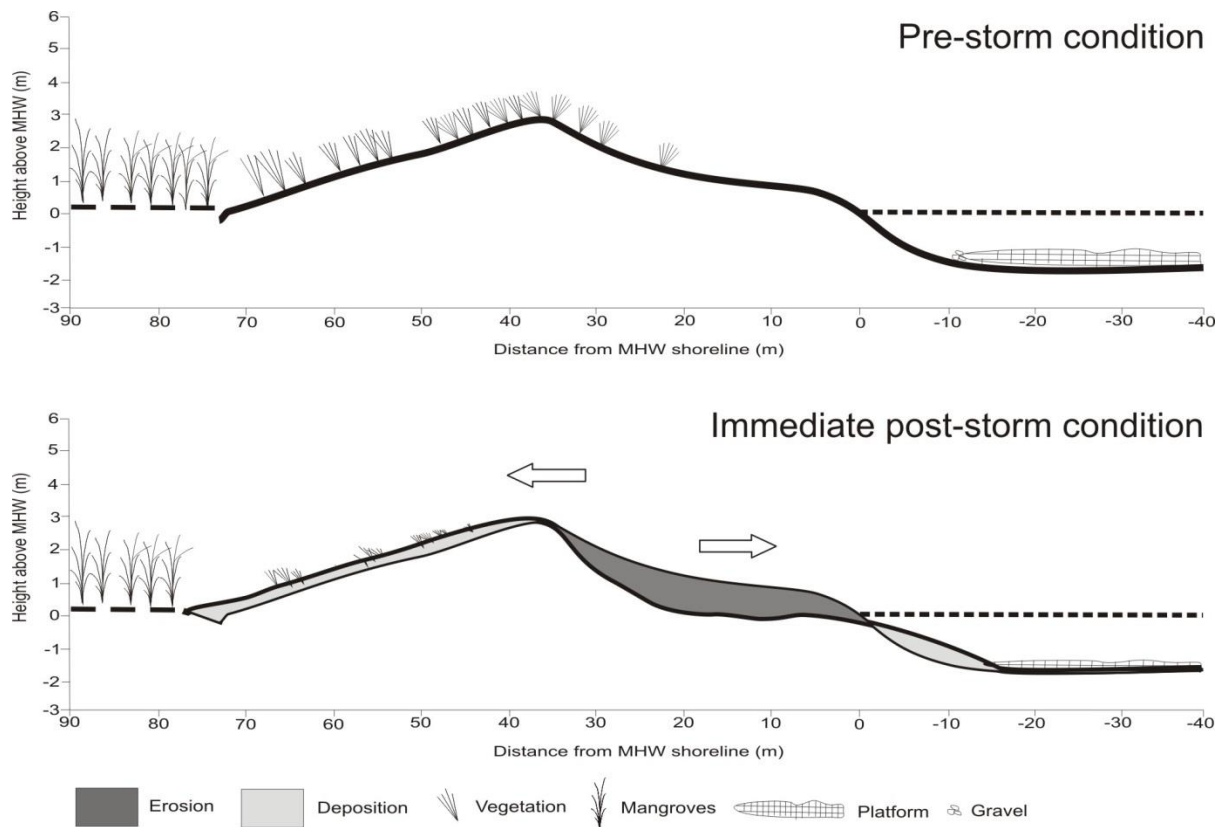 Pre-storm condition
Height above MHW (m)
6
5
4
3
2
1
0
-1
-2
-3
90 80 70 60 50 40 30 20 10 0 -10 -20 -30 -40
Distance from MHW shoreline (m)
Immediate post-storm condition
Height above MHW (m)
6
5
4
3
2
1
0
-1
-2
-3
90 80 70 60 50 40 30 20 10 0 -10 -20 -30 -40
Distance from MHW shoreline (m)
Erosion Deposition Vegetation Mangroves Platform Gravel